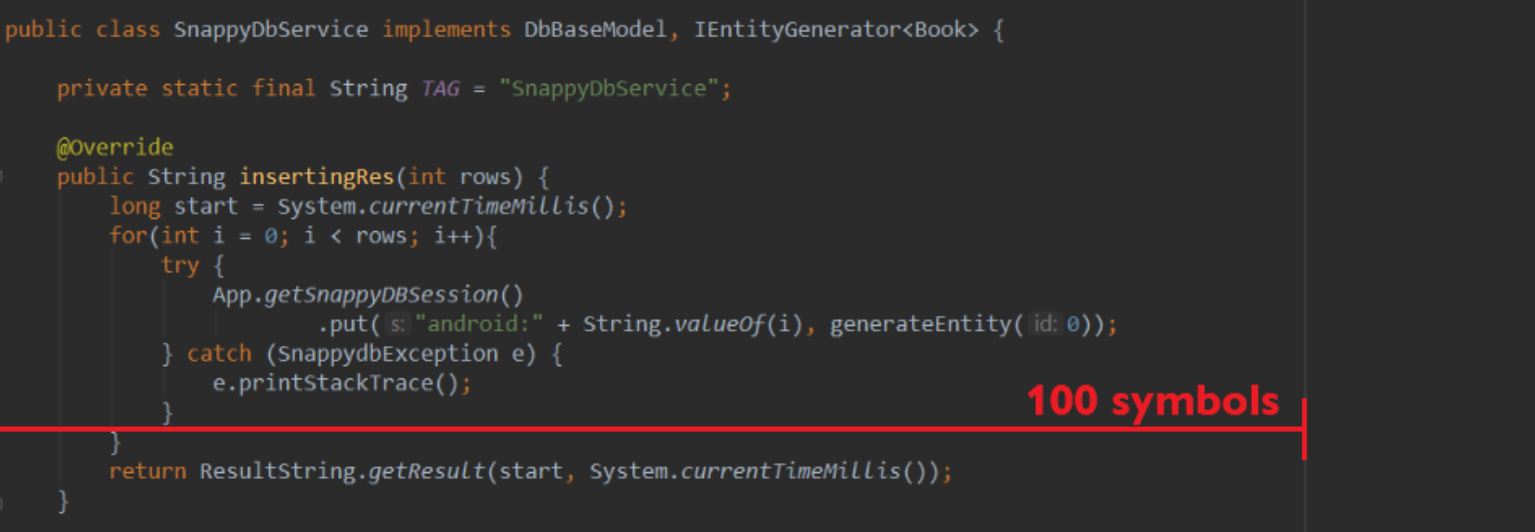 public class SnappyDbService implements DbBaseModel, IEntityGenerator<Book> {
private static final String TAG = "SnappyDbService";
@Override
public String insertingRes(int rows) {
long start = System.currentTimeMillis();
for(int i = 0; i < rows; i++){
try {
App.getSnappyDBSession()
.put( s: "android:" + String.valueOf(i), generateEntity( id: 0));
} catch (SnappydbException e) {
e.printStackTrace();
}
100 symbols
}
return ResultString.getResult(start, System.currentTimeMillis());
}